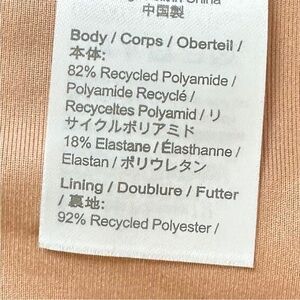 China
中国製
Body / Corps / Oberteil /
本体:
82% Recycled Polyamide /
Polyamide Recyclé /
Recyceltes Polyamid / リ
サイクルポリアミド
18% Elastane / Élasthanne /
Elastan / ポリウレタン
Lining / Doublure / Futter
/ 裏地:
92% Recycled Polyester /